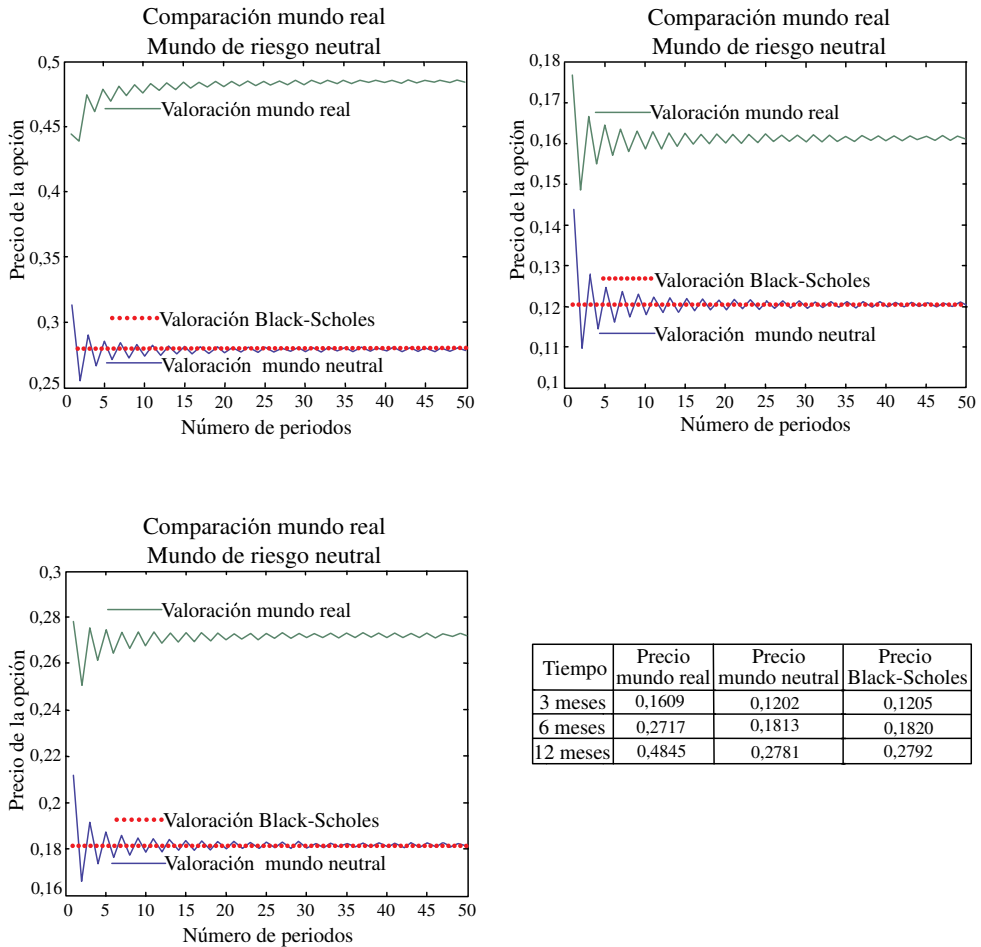 Comparación mundo real
Mundo de riesgo neutral
Precio de la opción
0,5
0,45
0,4
0,35
0,3
0,25
Valoración mundo real
Valoración Black-Scholes
Valoración mundo neutral
0 5 10 15 20 25 30 35 40 45 50
Número de periodos
Comparación mundo real
Mundo de riesgo neutral
Precio de la opción
0,18
0,17
0,16
0,15
0,14
0,13
0,12
0,11
0,1
Valoración mundo real
Valoración Black-Scholes
Valoración mundo neutral
0 5 10 15 20 25 30 35 40 45 50
Número de periodos
Comparación mundo real
Mundo de riesgo neutral
Precio de la opción
0,3
0,28
0,26
0,24
0,22
0,2
0,18
0,16
Valoración mundo real
Valoración Black-Scholes
Valoración mundo neutral
0 5 10 15 20 25 30 35 40 45 50
Número de periodos
Tiempo Precio mundo real Precio mundo neutral Precio Black-Scholes
3 meses 0,1609 0,1202 0,1205
6 meses 0,2717 0,1813 0,1820
12 meses 0,4845 0,2781 0,2792